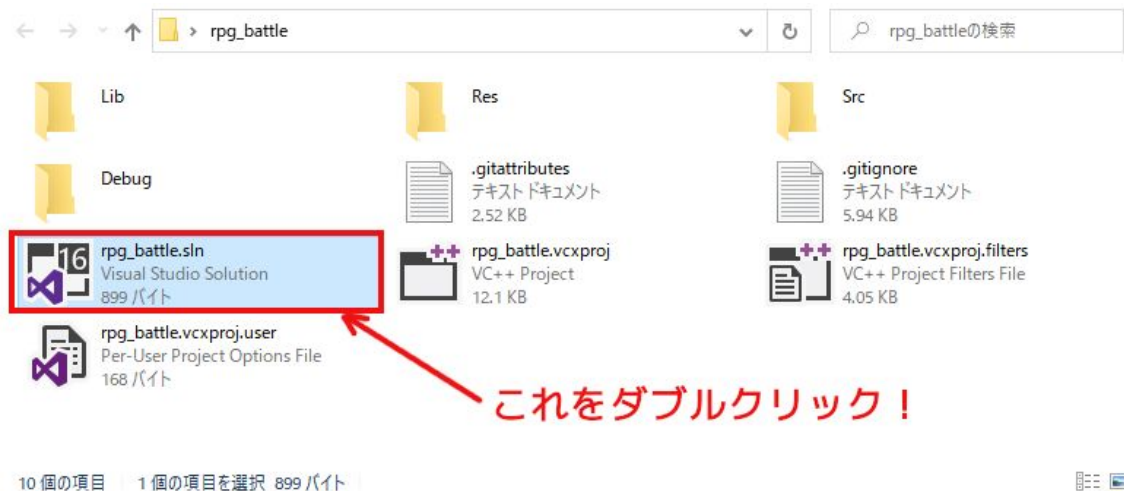 rpg_battle
rpg_battleの検索
Lib
Res
Src
Debug
.gitattributes
テキスト ドキュメント
2.52 KB
.gitignore
テキスト ドキュメント
5.94 KB
16
rpg_battle.sln
Visual Studio Solution
899 バイト
rpg_battle.vcxproj
VC++ Project
12.1 KB
rpg_battle.vcxproj.filters
VC++ Project Filters File
4.05 KB
rpg_battle.vcxproj.user
Per-User Project Options File
168 バイト
これをダブルクリック！
10 個の項目 1 個の項目を選択 899 バイト